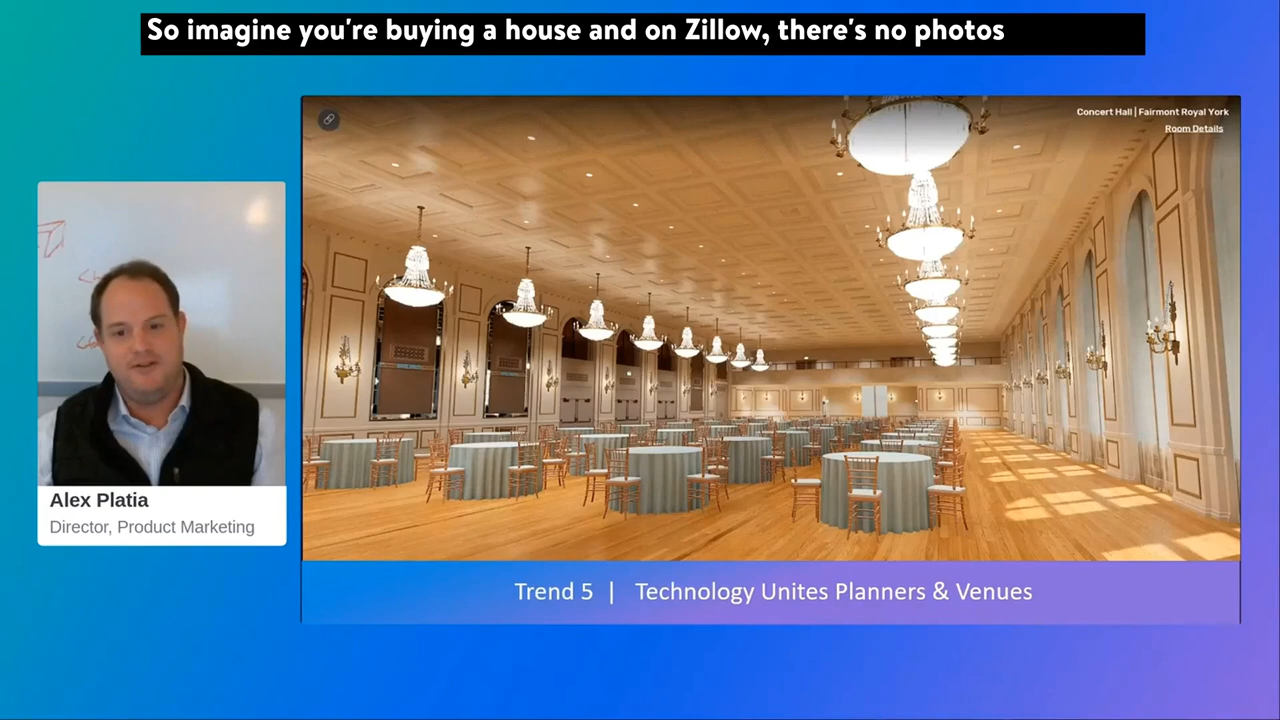 So imagine you're buying a house and on Zillow, there's no photos
Concert Hall | Fairmont Royal York
Room Details
Alex Platia
Director, Product Marketing
Trend 5 | Technology Unites Planners & Venues